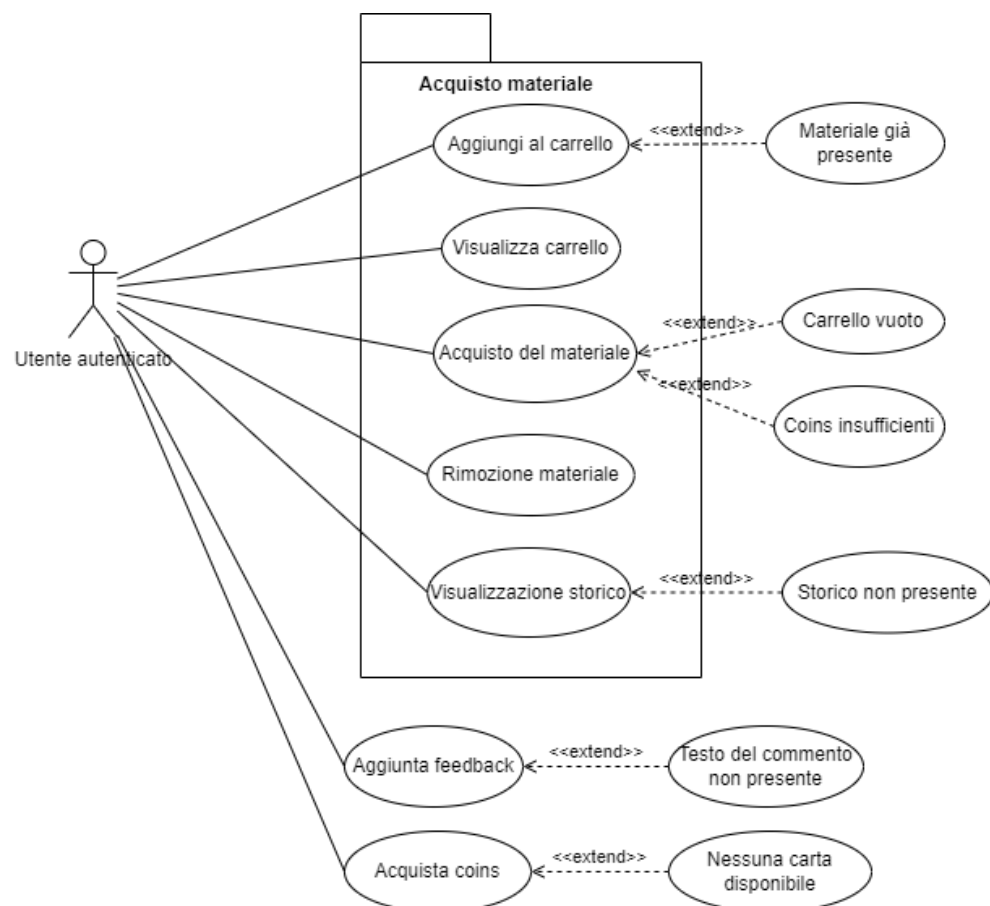 Acquisto materiale
Aggiungi al carrello
<<extend>>
Materiale già
presente
Visualizza carrello
Utente autenticato
Acquisto del materiale
<<extend>>
Carrello vuoto
<<extend>>
Coins insufficienti
Rimozione materiale
Visualizzazione storico
<<extend>>
Storico non presente
Aggiunta feedback
<<extend>>
Testo del commento
non presente
Acquista coins
<<extend>>
Nessuna carta
disponibile